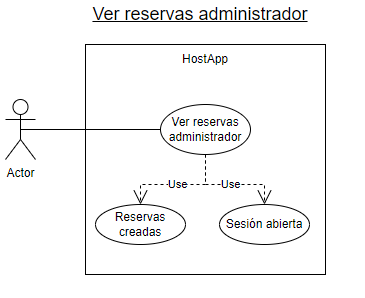 Ver reservas administrador
HostApp
Ver reservas
administrador
Actor
Use
Use
Reservas
creadas
Sesión abierta